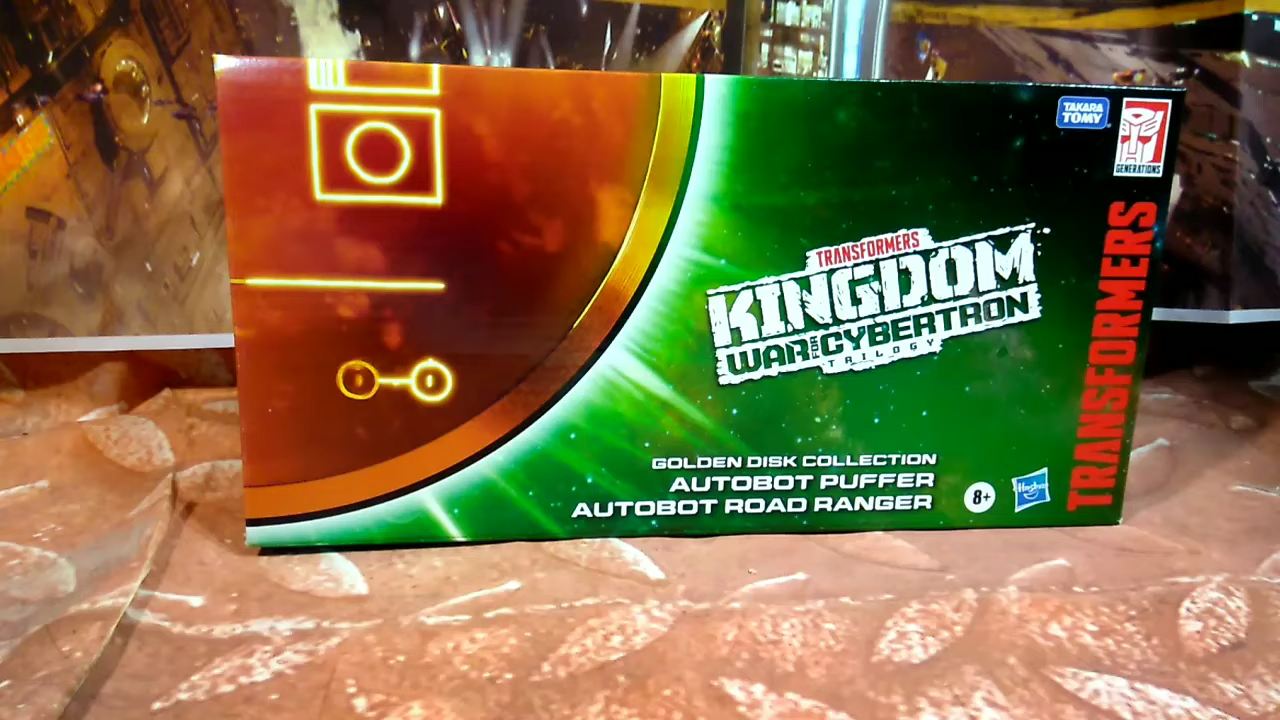 TAKARA
TOMY
GENERATIONS
TRANSFORMERS
TRANSFORMERS
KINGDOM
WAR FOR CYBERTRON
TRILOGY
GOLDEN DISK COLLECTION
AUTOBOT PUFFER
AUTOBOT ROAD RANGER
8+
Hasbro